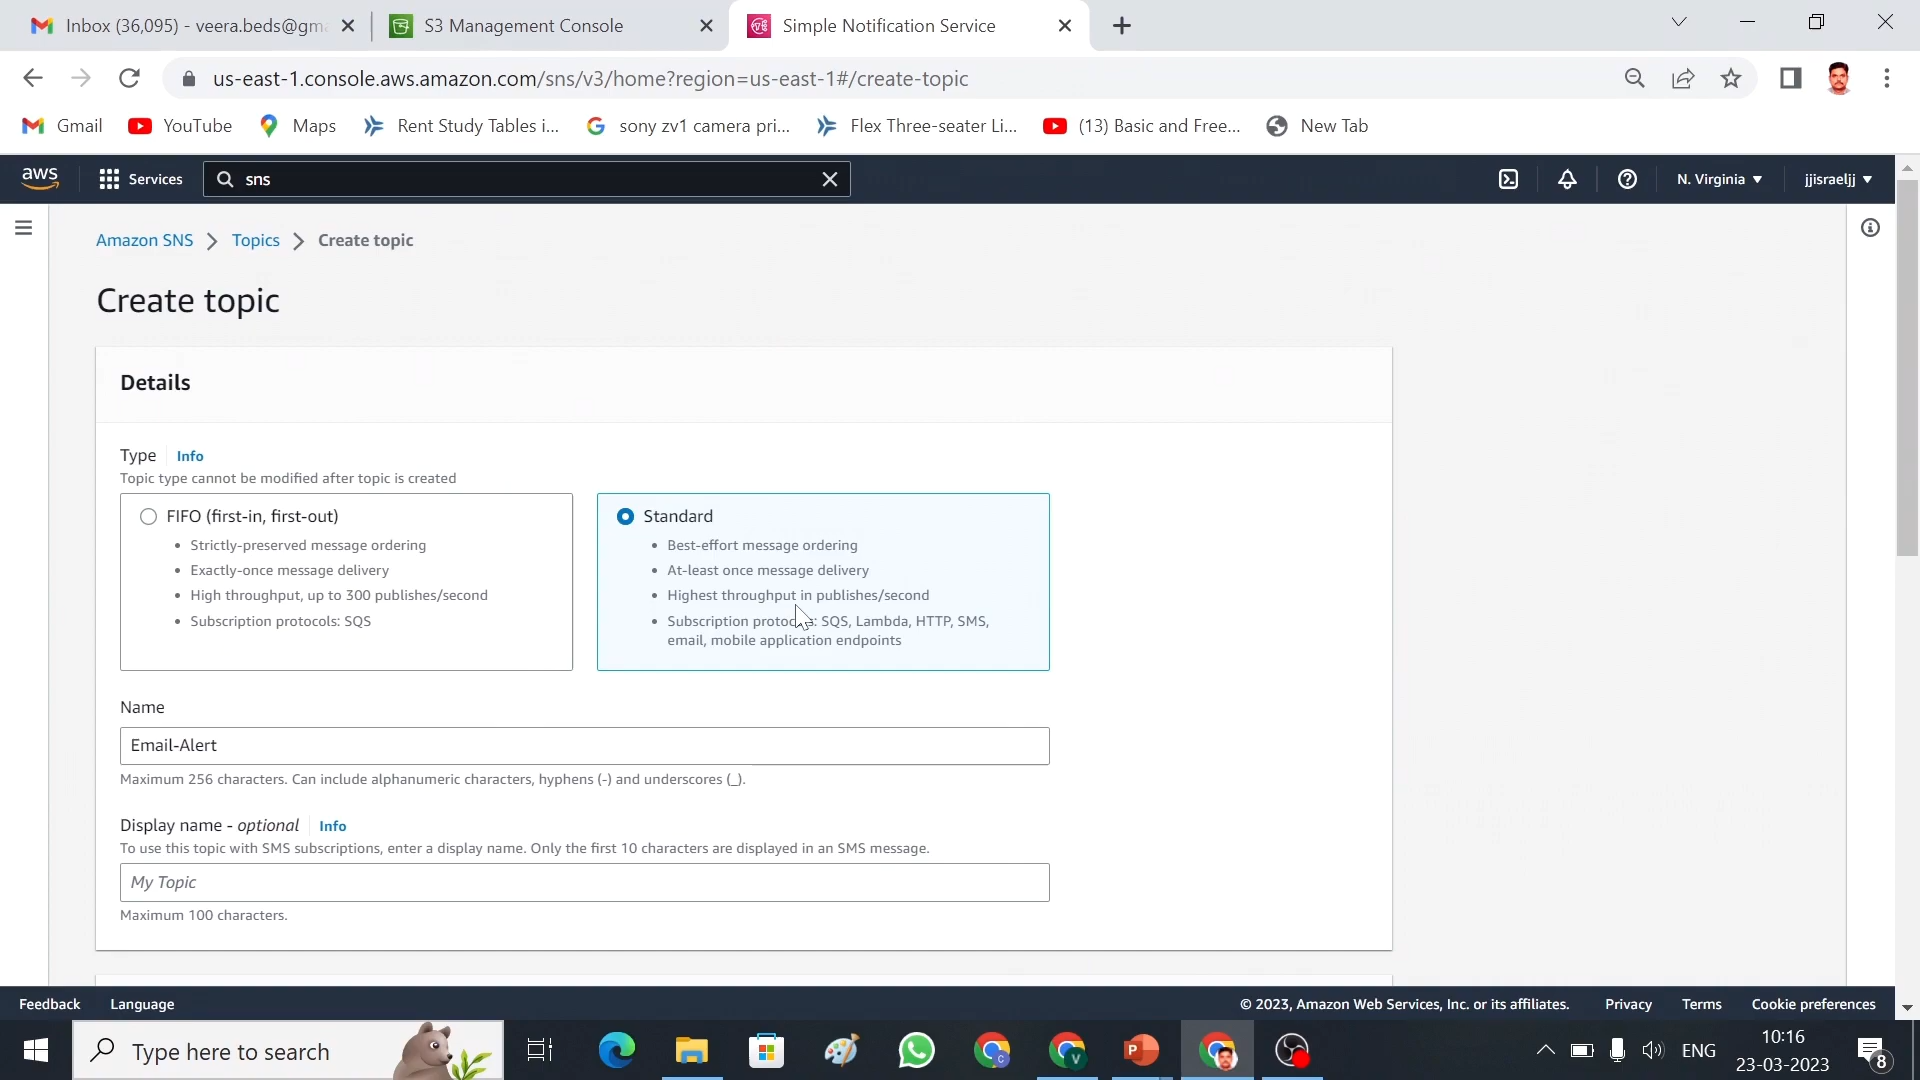 Inbox (36,095) - veera.beds@gm
S3 Management Console
Simple Notification Service
us-east-1.console.aws.amazon.com/sns/v3/home?region=us-east-1#/create-topic
Gmail
YouTube
Maps
Rent Study Tables i...
sony zv1 camera pri...
Flex Three-seater Li...
(13) Basic and Free...
New Tab
aws
Services
sns
N. Virginia
jjisraeljj
Amazon SNS
Topics
Create topic
Create topic
Details
Type
Info
Topic type cannot be modified after topic is created
FIFO (first-in, first-out)
• Strictly-preserved message ordering
• Exactly-once message delivery
• High throughput, up to 300 publishes/second
• Subscription protocols: SQS
Standard
• Best-effort message ordering
• At-least once message delivery
• Highest throughput in publishes/second
• Subscription protocols: SQS, Lambda, HTTP, SMS,
email, mobile application endpoints
Name
Email-Alert
Maximum 256 characters. Can include alphanumeric characters, hyphens (-) and underscores (_).
Display name - optional
Info
To use this topic with SMS subscriptions, enter a display name. Only the first 10 characters are displayed in an SMS message.
My Topic
Maximum 100 characters.
Feedback
Language
© 2023, Amazon Web Services, Inc. or its affiliates.
Privacy
Terms
Cookie preferences
Type here to search
C
V
P
ENG
10:16
23-03-2023
8